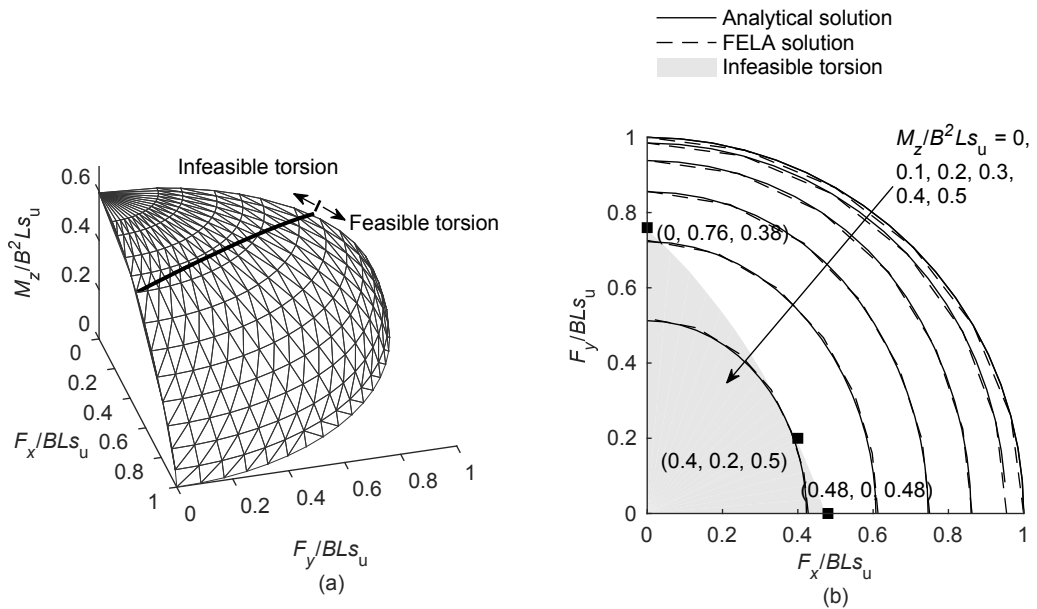 Analytical solution
FELA solution
Infeasible torsion
Infeasible torsion
Feasible torsion
M_z/B²Ls_u
0.6
0.4
0.2
0
0
0.2
0.4
0.6
0.8
1
F_x/BLs_u
0
0.2
0.4
0.6
0.8
1
F_y/BLs_u
(a)
M_z/B²Ls_u = 0,
0.1, 0.2, 0.3,
0.4, 0.5
(0, 0.76, 0.38)
(0.4, 0.2, 0.5)
(0.48, 0, 0.48)
1
0.8
0.6
0.4
0.2
0
F_y/BLs_u
0
0.2
0.4
0.6
0.8
1
F_x/BLs_u
(b)